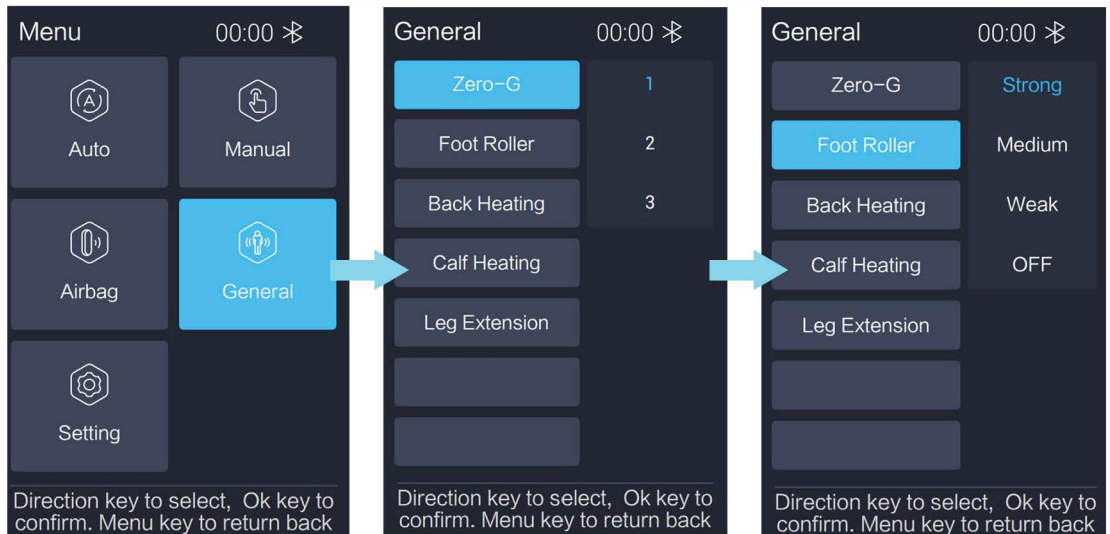 Menu 00:00
Auto
Manual
Airbag
General
Setting
Direction key to select, Ok key to
confirm. Menu key to return back
General 00:00
Zero-G 1
Foot Roller 2
Back Heating 3
Calf Heating
Leg Extension
Direction key to select, Ok key to
confirm. Menu key to return back
General 00:00
Zero-G Strong
Foot Roller Medium
Back Heating Weak
Calf Heating OFF
Leg Extension
Direction key to select, Ok key to
confirm. Menu key to return back